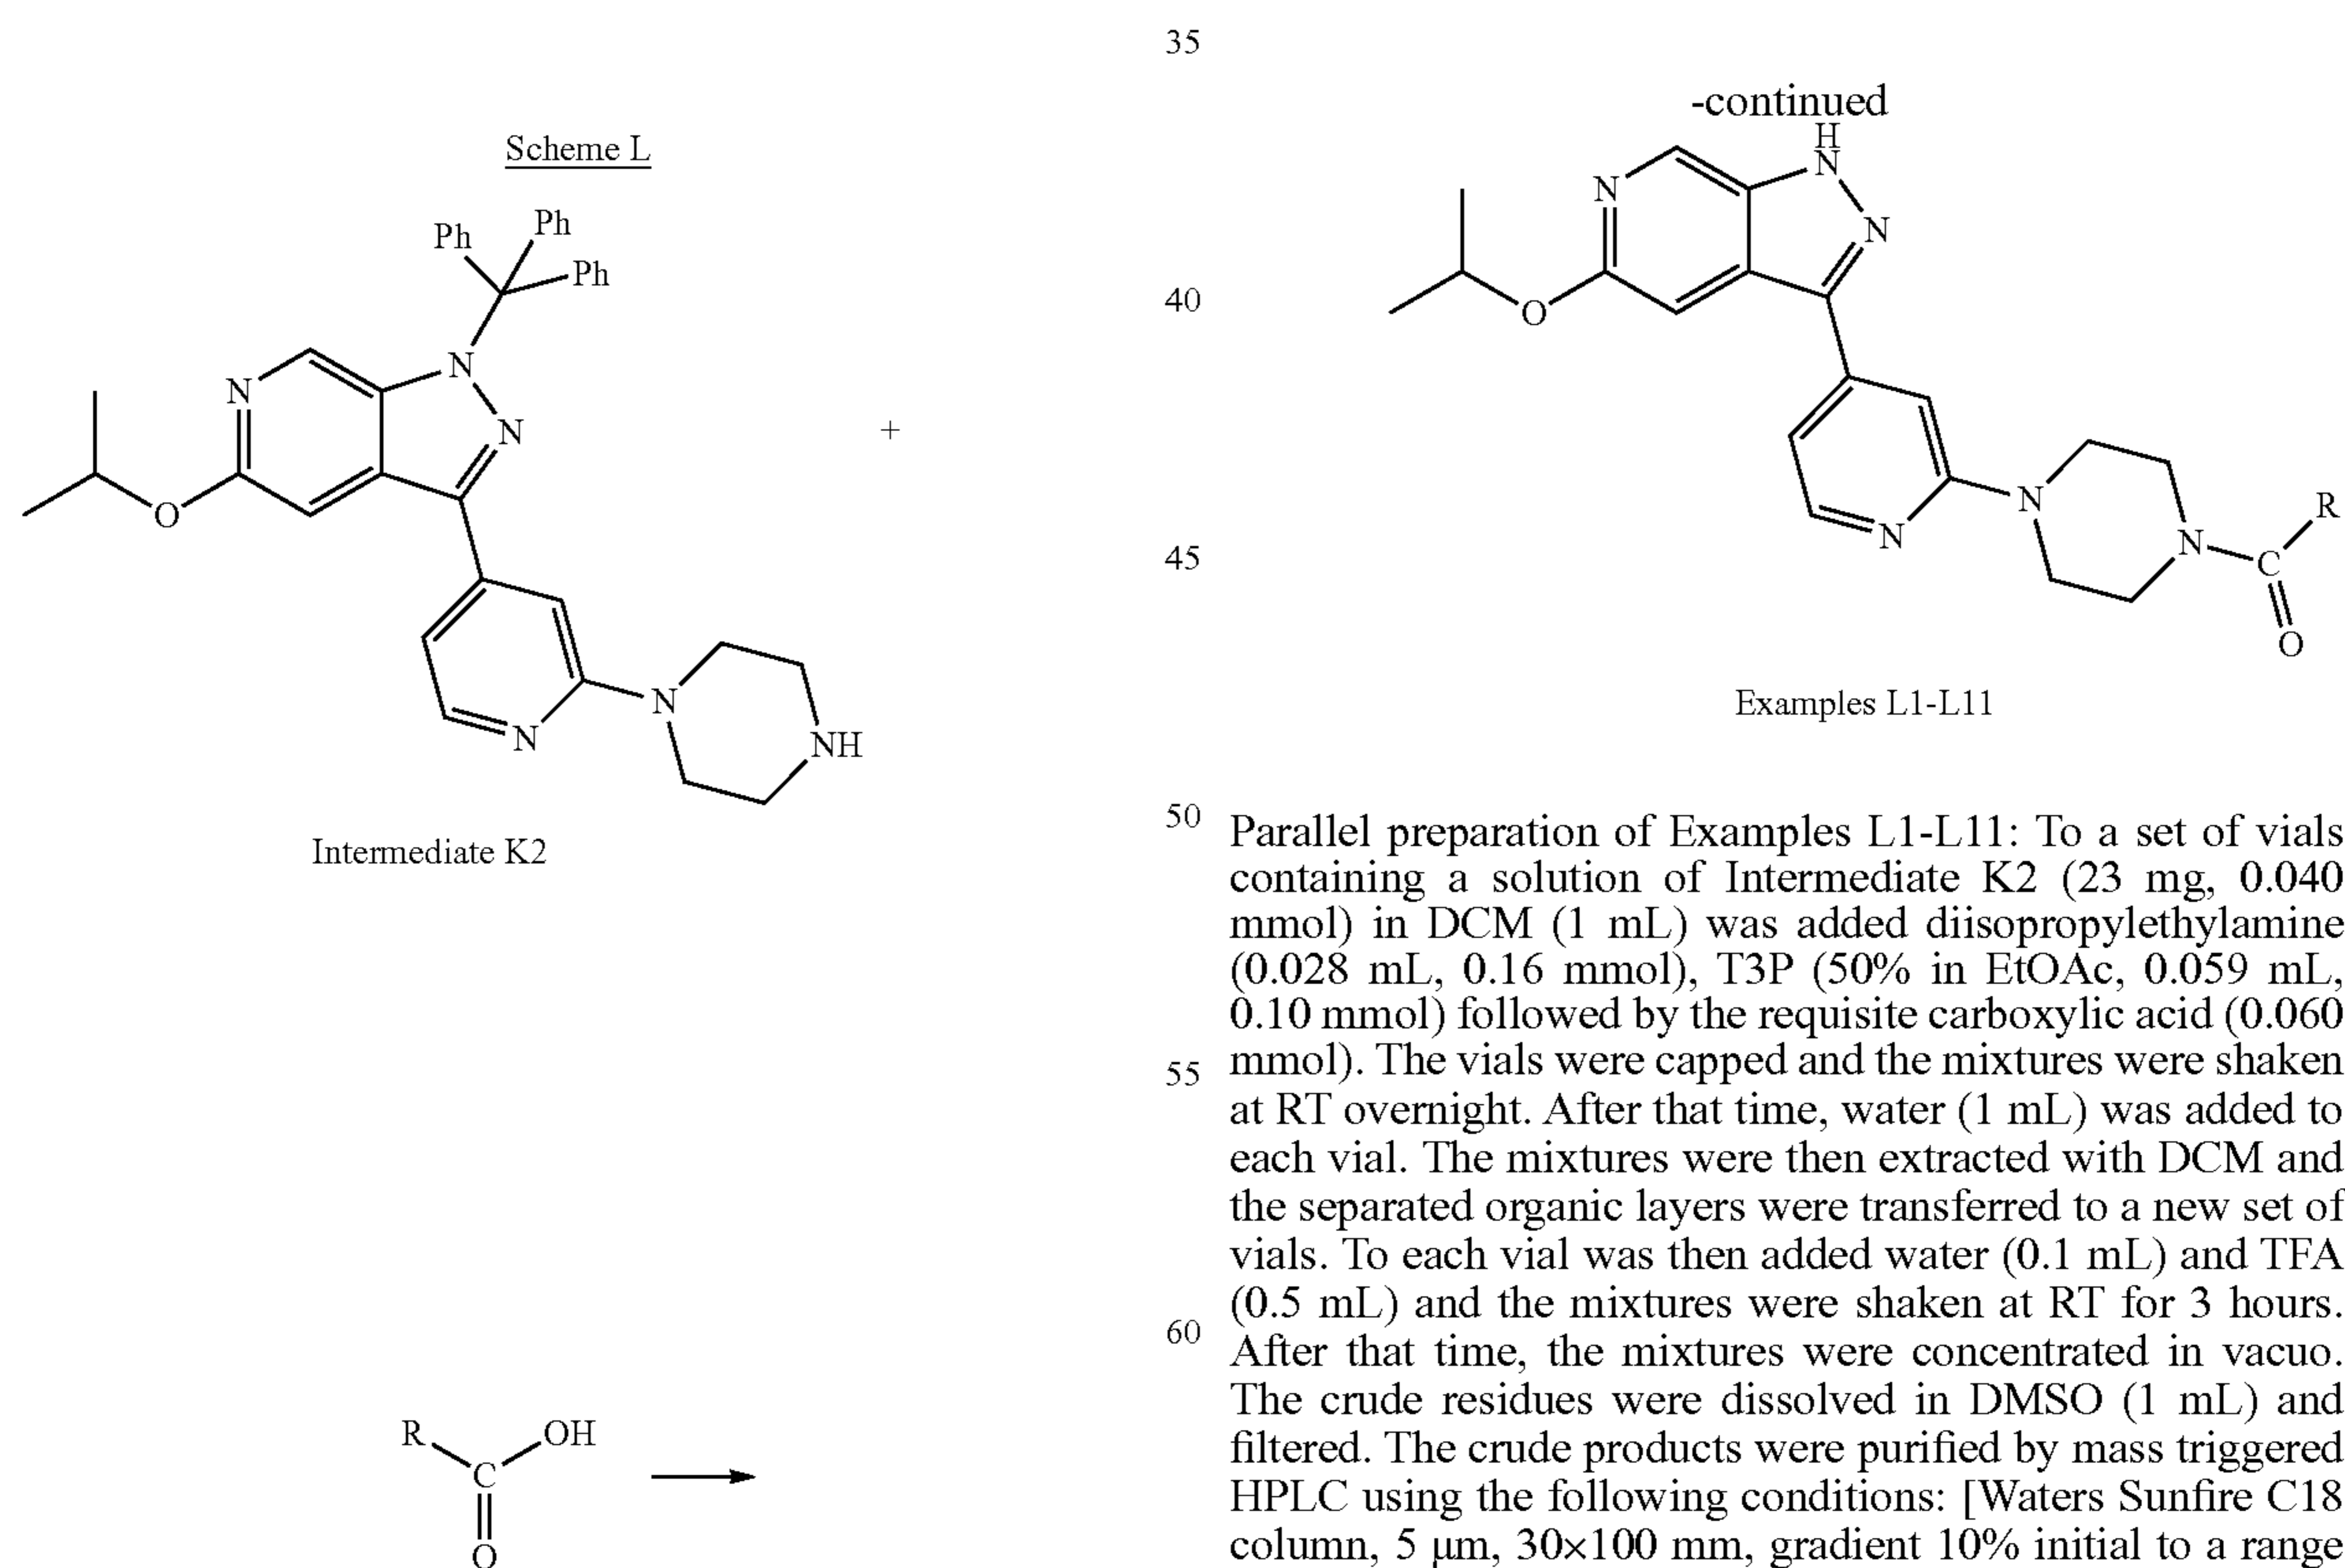 Scheme L
Ph
Ph
Ph
N
N
N
O
+
N
N
NH
Intermediate K2
R
OH
C
O
35
-continued
H
N
N
N
40
O
N
R
45
N
N
C
O
Examples L1-L11
50
Parallel preparation of Examples L1-L11: To a set of vials
containing a solution of Intermediate K2 (23 mg, 0.040
mmol) in DCM (1 mL) was added diisopropylethylamine
(0.028 mL, 0.16 mmol), T3P (50% in EtOAc, 0.059 mL,
0.10 mmol) followed by the requisite carboxylic acid (0.060
55
mmol). The vials were capped and the mixtures were shaken
at RT overnight. After that time, water (1 mL) was added to
each vial. The mixtures were then extracted with DCM and
the separated organic layers were transferred to a new set of
vials. To each vial was then added water (0.1 mL) and TFA
(0.5 mL) and the mixtures were shaken at RT for 3 hours.
60
After that time, the mixtures were concentrated in vacuo.
The crude residues were dissolved in DMSO (1 mL) and
filtered. The crude products were purified by mass triggered
HPLC using the following conditions: [Waters Sunfire C18
column, 5 μm, 30×100 mm, gradient 10% initial to a range